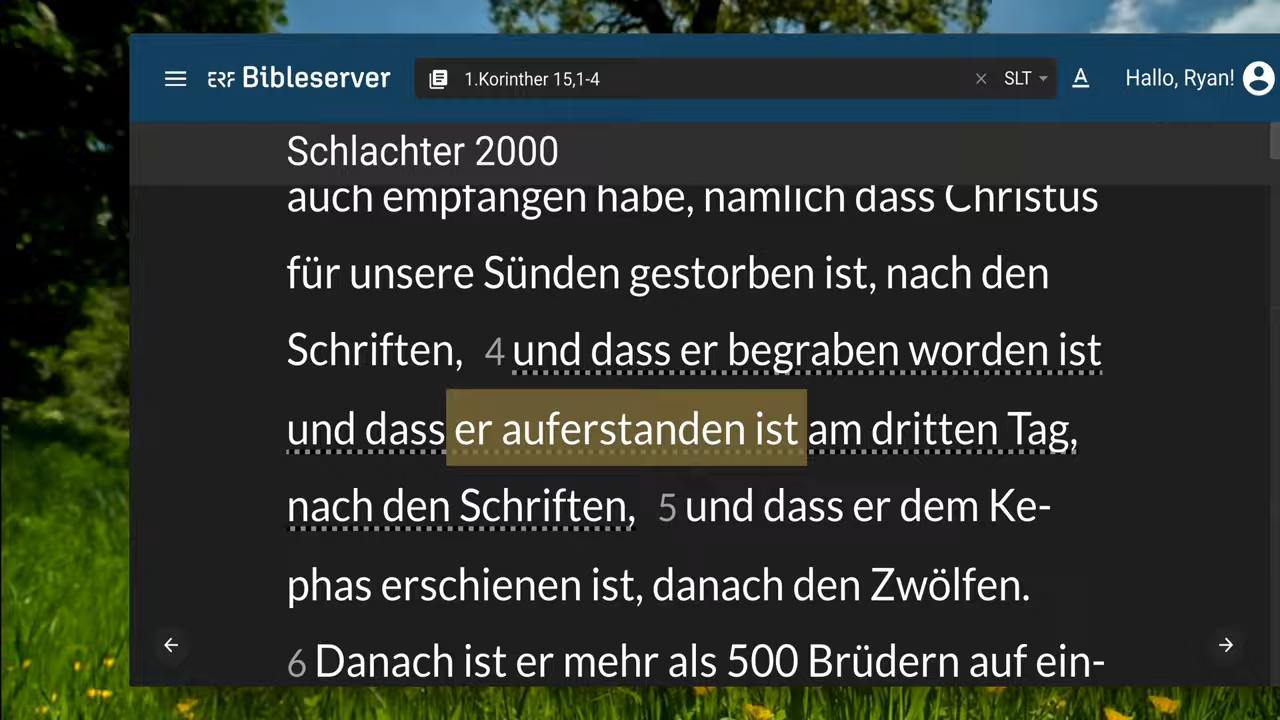 ERF Bibleserver
1.Korinther 15,1-4
SLT
A
Hallo, Ryan!
Schlachter 2000
auch empfangen habe, nämlich dass Christus
für unsere Sünden gestorben ist, nach den
Schriften, 4 und dass er begraben worden ist
und dass er auferstanden ist am dritten Tag,
nach den Schriften, 5 und dass er dem Ke-
phas erschienen ist, danach den Zwölfen.
6 Danach ist er mehr als 500 Brüdern auf ein-